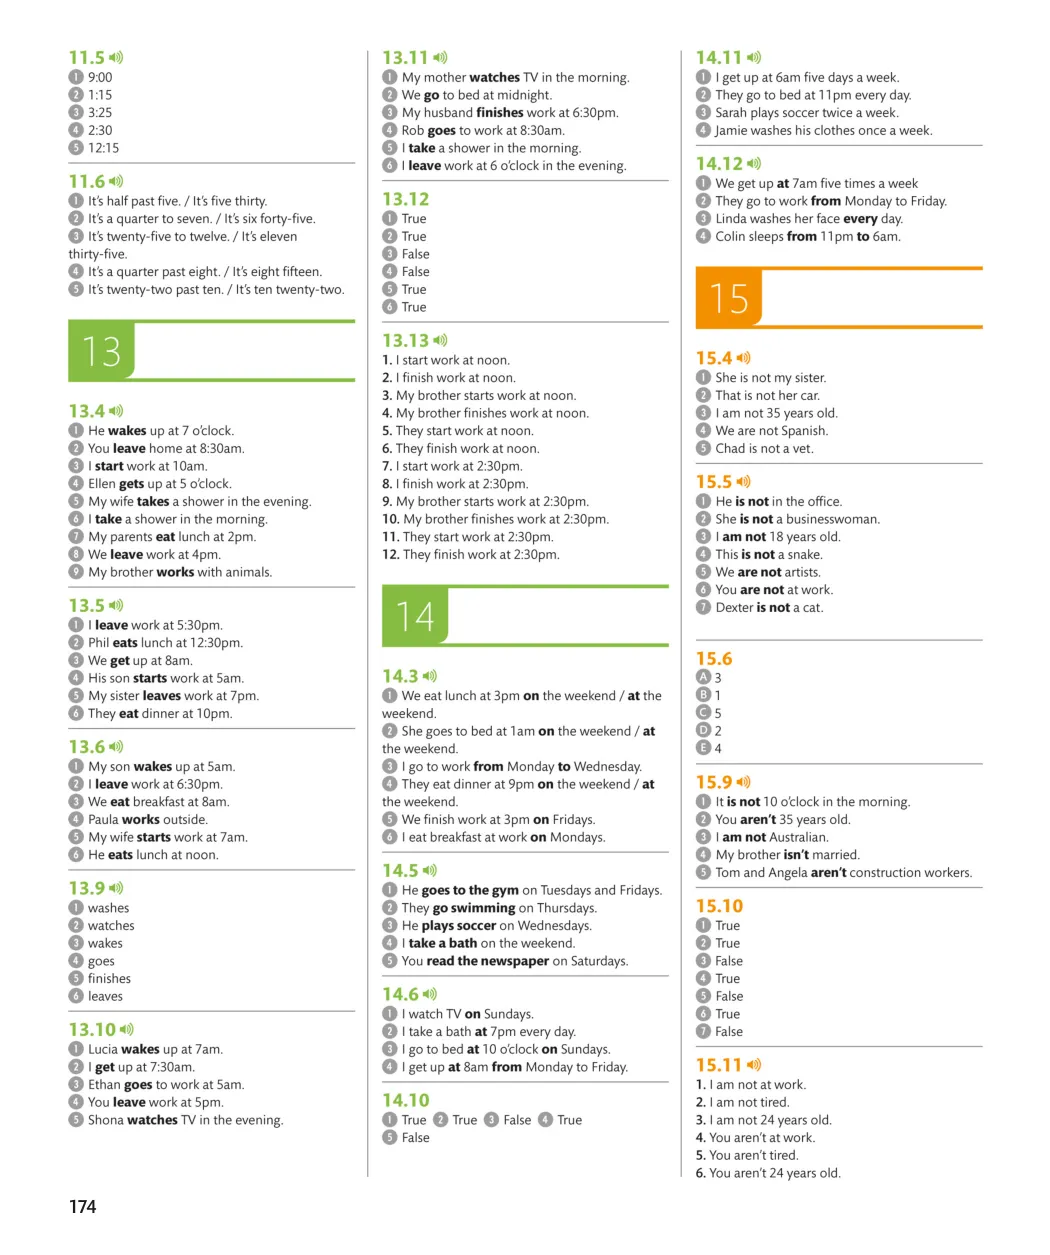 11.5
1 9:00
2 1:15
3 3:25
4 2:30
5 12:15
11.6
1 It's half past five. / It's five thirty.
2 It's a quarter to seven. / It's six forty-five.
3 It's twenty-five to twelve. / It's eleven
thirty-five.
4 It's a quarter past eight. / It's eight fifteen.
5 It's twenty-two past ten. / It's ten twenty-two.
13
13.4
1 He wakes up at 7 o'clock.
2 You leave home at 8:30am.
3 I start work at 10am.
4 Ellen gets up at 5 o'clock.
5 My wife takes a shower in the evening.
6 I take a shower in the morning.
7 My parents eat lunch at 2pm.
8 We leave work at 4pm.
9 My brother works with animals.
13.5
1 I leave work at 5:30pm.
2 Phil eats lunch at 12:30pm.
3 We get up at 8am.
4 His son starts work at 5am.
5 My sister leaves work at 7pm.
6 They eat dinner at 10pm.
13.6
1 My son wakes up at 5am.
2 I leave work at 6:30pm.
3 We eat breakfast at 8am.
4 Paula works outside.
5 My wife starts work at 7am.
6 He eats lunch at noon.
13.9
1 washes
2 watches
3 wakes
4 goes
5 finishes
6 leaves
13.10
1 Lucia wakes up at 7am.
2 I get up at 7:30am.
3 Ethan goes to work at 5am.
4 You leave work at 5pm.
5 Shona watches TV in the evening.
13.11
1 My mother watches TV in the morning.
2 We go to bed at midnight.
3 My husband finishes work at 6:30pm.
4 Rob goes to work at 8:30am.
5 I take a shower in the morning.
6 I leave work at 6 o'clock in the evening.
13.12
1 True
2 True
3 False
4 False
5 True
6 True
13.13
1. I start work at noon.
2. I finish work at noon.
3. My brother starts work at noon.
4. My brother finishes work at noon.
5. They start work at noon.
6. They finish work at noon.
7. I start work at 2:30pm.
8. I finish work at 2:30pm.
9. My brother starts work at 2:30pm.
10. My brother finishes work at 2:30pm.
11. They start work at 2:30pm.
12. They finish work at 2:30pm.
14
14.3
1 We eat lunch at 3pm on the weekend / at the
weekend.
2 She goes to bed at 1am on the weekend / at
the weekend.
3 I go to work from Monday to Wednesday.
4 They eat dinner at 9pm on the weekend / at
the weekend.
5 We finish work at 3pm on Fridays.
6 I eat breakfast at work on Mondays.
14.5
1 He goes to the gym on Tuesdays and Fridays.
2 They go swimming on Thursdays.
3 He plays soccer on Wednesdays.
4 I take a bath on the weekend.
5 You read the newspaper on Saturdays.
14.6
1 I watch TV on Sundays.
2 I take a bath at 7pm every day.
3 I go to bed at 10 o'clock on Sundays.
4 I get up at 8am from Monday to Friday.
14.10
1 True 2 True 3 False 4 True
5 False
14.11
1 I get up at 6am five days a week.
2 They go to bed at 11pm every day.
3 Sarah plays soccer twice a week.
4 Jamie washes his clothes once a week.
14.12
1 We get up at 7am five times a week
2 They go to work from Monday to Friday.
3 Linda washes her face every day.
4 Colin sleeps from 11pm to 6am.
15
15.4
1 She is not my sister.
2 That is not her car.
3 I am not 35 years old.
4 We are not Spanish.
5 Chad is not a vet.
15.5
1 He is not in the office.
2 She is not a businesswoman.
3 I am not 18 years old.
4 This is not a snake.
5 We are not artists.
6 You are not at work.
7 Dexter is not a cat.
15.6
A 3
B 1
C 5
D 2
E 4
15.9
1 It is not 10 o'clock in the morning.
2 You aren't 35 years old.
3 I am not Australian.
4 My brother isn't married.
5 Tom and Angela aren't construction workers.
15.10
1 True
2 True
3 False
4 True
5 False
6 True
7 False
15.11
1. I am not at work.
2. I am not tired.
3. I am not 24 years old.
4. You aren't at work.
5. You aren't tired.
6. You aren't 24 years old.
174